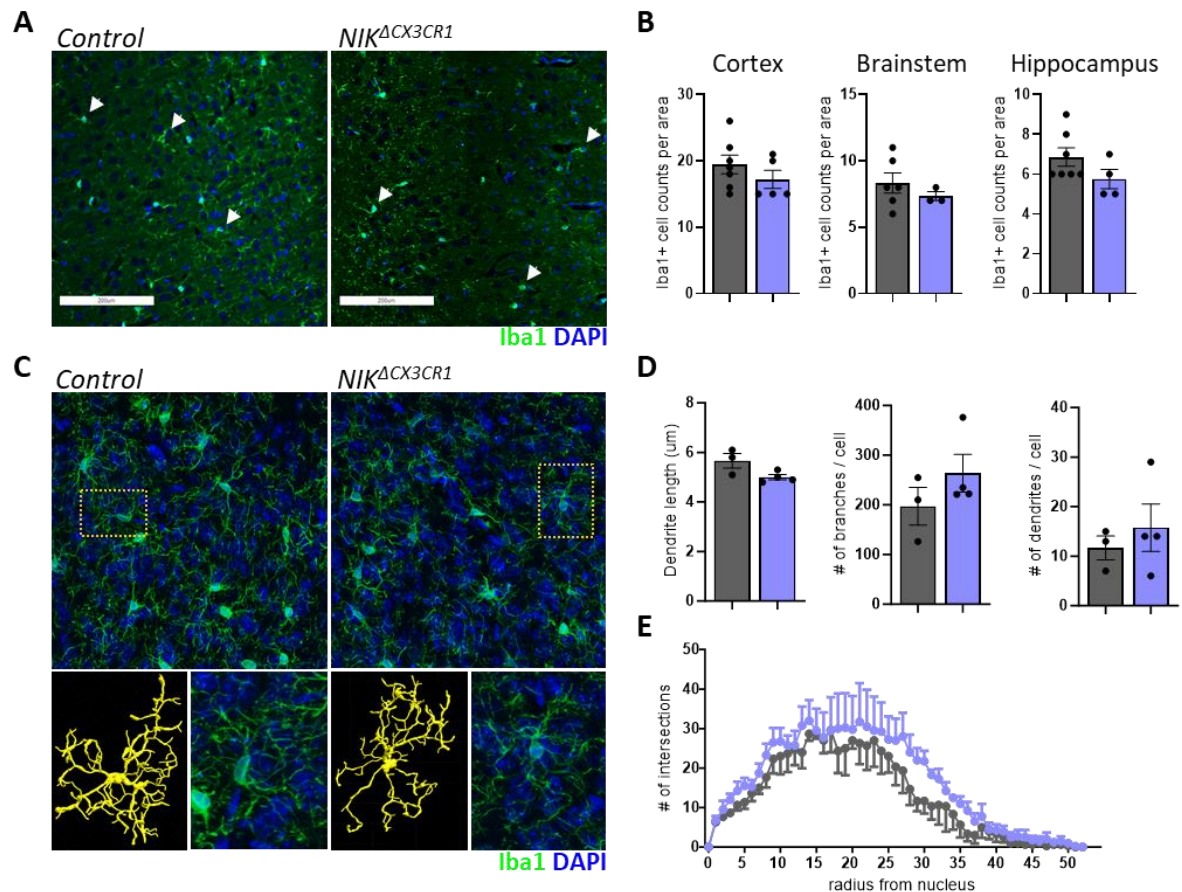 A
Control
NIK^ΔCX3CR1
200um
200um
Iba1 DAPI
B
Cortex
Brainstem
Hippocampus
Iba1+ cell counts per area
30
20
10
0
Iba1+ cell counts per area
15
10
5
0
Iba1+ cell counts per area
10
8
6
4
2
0
C
Control
NIK^ΔCX3CR1
Iba1 DAPI
D
Dendrite length (um)
8
6
4
2
0
# of branches / cell
400
300
200
100
0
# of dendrites / cell
40
30
20
10
0
E
# of intersections
50
40
30
20
10
0
0 5 10 15 20 25 30 35 40 45 50
radius from nucleus